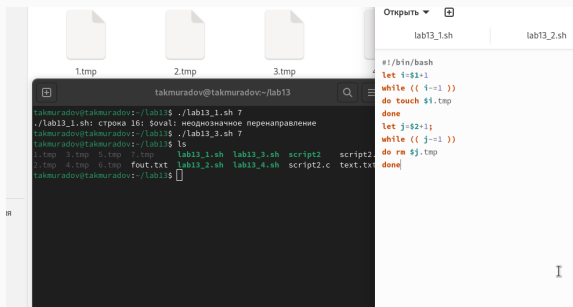 Открыть
lab13_1.sh lab13_2.sh
1.tmp 2.tmp 3.tmp
takmuradov@takmuradov:~/lab13
takmuradov@takmuradov:~/lab13$ ./lab13_1.sh 7
./lab13_1.sh: строка 16: $oval: неоднозначное перенаправление
takmuradov@takmuradov:~/lab13$ ./lab13_3.sh 7
takmuradov@takmuradov:~/lab13$ ls
1.tmp 3.tmp 5.tmp 7.tmp lab13_1.sh lab13_3.sh script2 script2.
2.tmp 4.tmp 6.tmp fout.txt lab13_2.sh lab13_4.sh script2.c text.txt
takmuradov@takmuradov:~/lab13$
#!/bin/bash
let i=$1+1
while (( i-=1 ))
do touch $i.tmp
done
let j=$2+1;
while (( j-=1 ))
do rm $j.tmp
done
ия